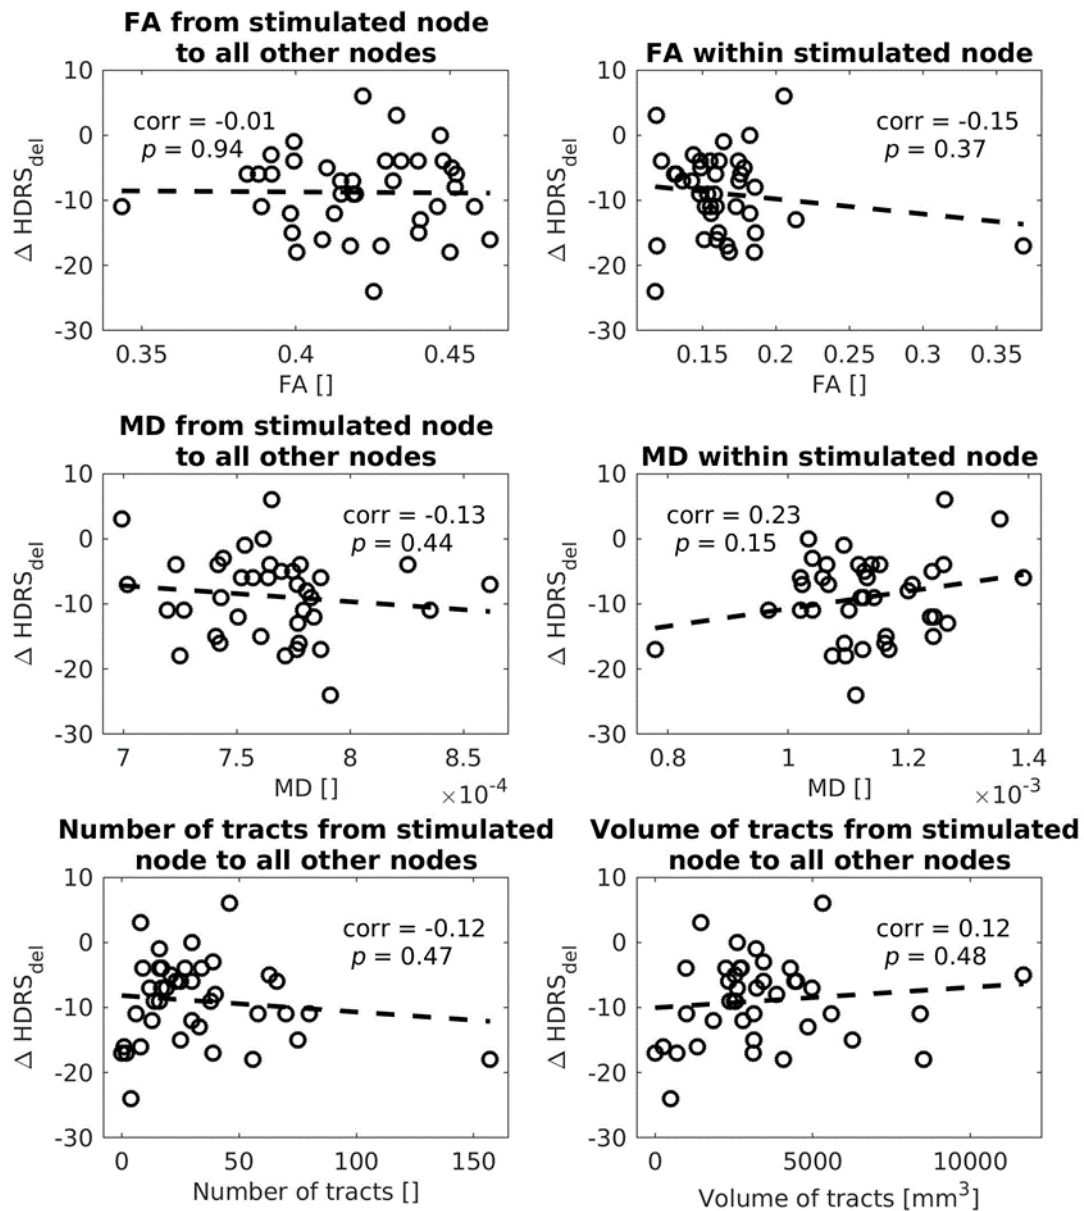 FA from stimulated node
to all other nodes
10
0
-10
-20
-30
Δ HDRS_del
corr = -0.01
p = 0.94
0.35
0.4
0.45
FA []
FA within stimulated node
10
0
-10
-20
-30
Δ HDRS_del
corr = -0.15
p = 0.37
0.15
0.2
0.25
0.3
0.35
FA []
MD from stimulated node
to all other nodes
10
0
-10
-20
-30
Δ HDRS_del
corr = -0.13
p = 0.44
7
7.5
8
8.5
MD []
×10^-4
MD within stimulated node
10
0
-10
-20
-30
Δ HDRS_del
corr = 0.23
p = 0.15
0.8
1
1.2
1.4
MD []
×10^-3
Number of tracts from stimulated
node to all other nodes
10
0
-10
-20
-30
Δ HDRS_del
corr = -0.12
p = 0.47
0
50
100
150
Number of tracts []
Volume of tracts from stimulated
node to all other nodes
10
0
-10
-20
-30
Δ HDRS_del
corr = 0.12
p = 0.48
0
5000
10000
Volume of tracts [mm^3]